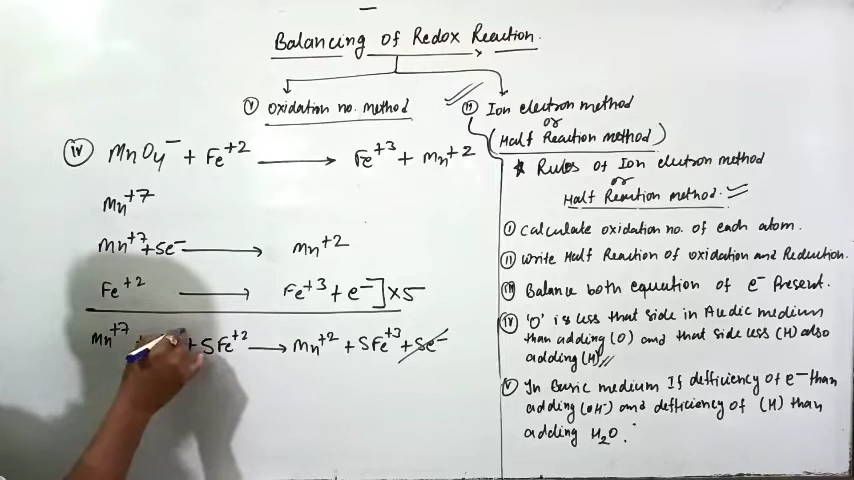 Balancing of Redox Reaction.
(i) Oxidation no. method
(ii) Ion electron method
or
(Half Reaction method)
* Rules of Ion electron method
or
Half Reaction method.
(i) Calculate oxidation no. of each atom.
(ii) Write Half Reaction of oxidation and Reduction.
(iii) Balance both equation of e⁻ Present.
(iv) 'O' is less that side in Acidic medium
than adding (O) and that side less (H) also
adding (H)
(v) In Basic medium If defficiency of e⁻ than
adding (OH⁻) and defficiency of (H) than
adding H₂O.
(iv) MnO₄⁻ + Fe⁺² ⟶ Fe⁺³ + Mn⁺²
Mn⁺⁷
Mn⁺⁷ + 5e⁻ ⟶ Mn⁺²
Fe⁺² ⟶ Fe⁺³ + e⁻] × 5
Mn⁺⁷ + 5Fe⁺² ⟶ Mn⁺² + 5Fe⁺³ + 5e⁻